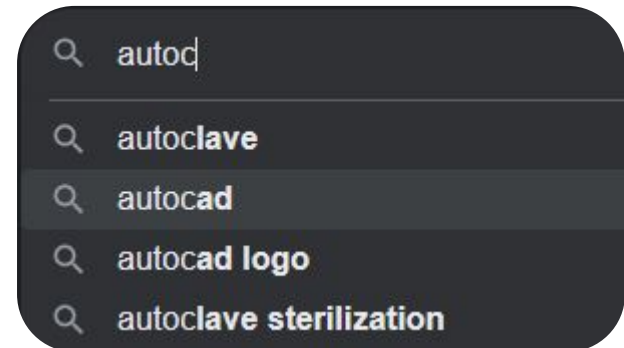 autoc
autoclave
autocad
autocad logo
autoclave sterilization